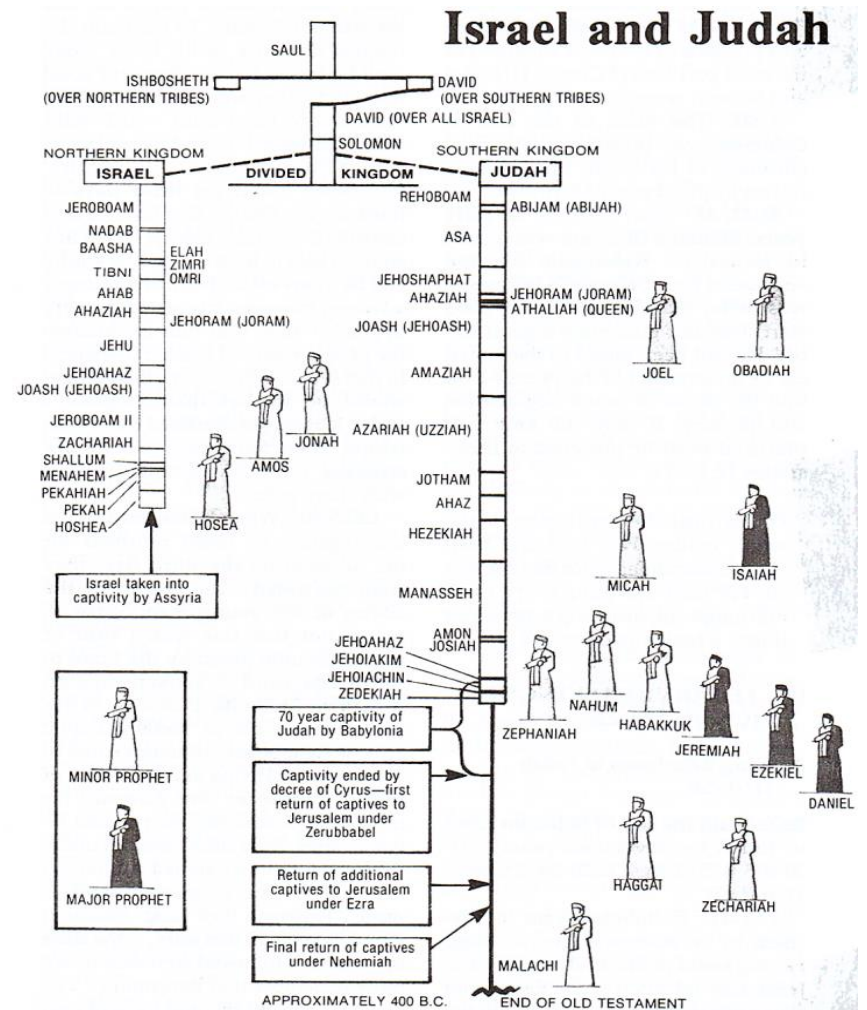 Israel and Judah
SAUL
ISHBOSHETH
(OVER NORTHERN TRIBES)
DAVID
(OVER SOUTHERN TRIBES)
DAVID (OVER ALL ISRAEL)
SOLOMON
NORTHERN KINGDOM
SOUTHERN KINGDOM
ISRAEL
DIVIDED KINGDOM
JUDAH
JEROBOAM
NADAB
BAASHA
ELAH
ZIMRI
TIBNI
OMRI
AHAB
AHAZIAH
JEHORAM (JORAM)
JEHU
JEHOAHAZ
JOASH (JEHOASH)
JEROBOAM II
ZACHARIAH
SHALLUM
MENAHEM
PEKAHIAH
PEKAH
HOSHEA
JONAH
AMOS
HOSEA
Israel taken into
captivity by Assyria
REHOBOAM
ABIJAM (ABIJAH)
ASA
JEHOSHAPHAT
AHAZIAH
JEHORAM (JORAM)
ATHALIAH (QUEEN)
JOASH (JEHOASH)
AMAZIAH
AZARIAH (UZZIAH)
JOTHAM
AHAZ
HEZEKIAH
MANASSEH
AMON
JOSIAH
JEHOAHAZ
JEHOIAKIM
JEHOIACHIN
ZEDEKIAH
JOEL
OBADIAH
MICAH
ISAIAH
ZEPHANIAH
NAHUM
HABAKKUK
JEREMIAH
EZEKIEL
DANIEL
HAGGAI
ZECHARIAH
MALACHI
70 year captivity of
Judah by Babylonia
Captivity ended by
decree of Cyrus—first
return of captives to
Jerusalem under
Zerubbabel
Return of additional
captives to Jerusalem
under Ezra
Final return of captives
under Nehemiah
MINOR PROPHET
MAJOR PROPHET
APPROXIMATELY 400 B.C.
END OF OLD TESTAMENT